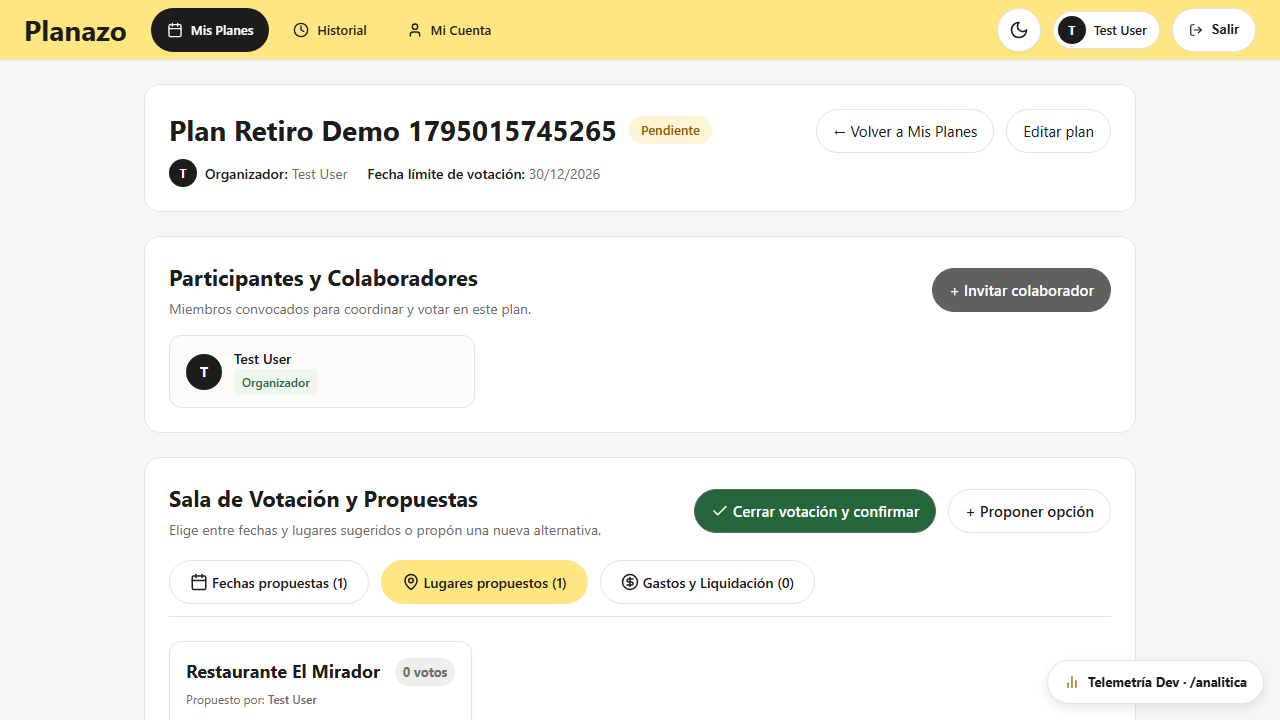 Planazo
Mis Planes
Historial
Mi Cuenta
T
Test User
Salir
Plan Retiro Demo 1795015745265
Pendiente
← Volver a Mis Planes
Editar plan
T
Organizador: Test User
Fecha límite de votación: 30/12/2026
Participantes y Colaboradores
Miembros convocados para coordinar y votar en este plan.
+ Invitar colaborador
T
Test User
Organizador
Sala de Votación y Propuestas
Elige entre fechas y lugares sugeridos o propón una nueva alternativa.
Cerrar votación y confirmar
+ Proponer opción
Fechas propuestas (1)
Lugares propuestos (1)
Gastos y Liquidación (0)
Restaurante El Mirador
0 votos
Propuesto por: Test User
Telemetría Dev · /analitica